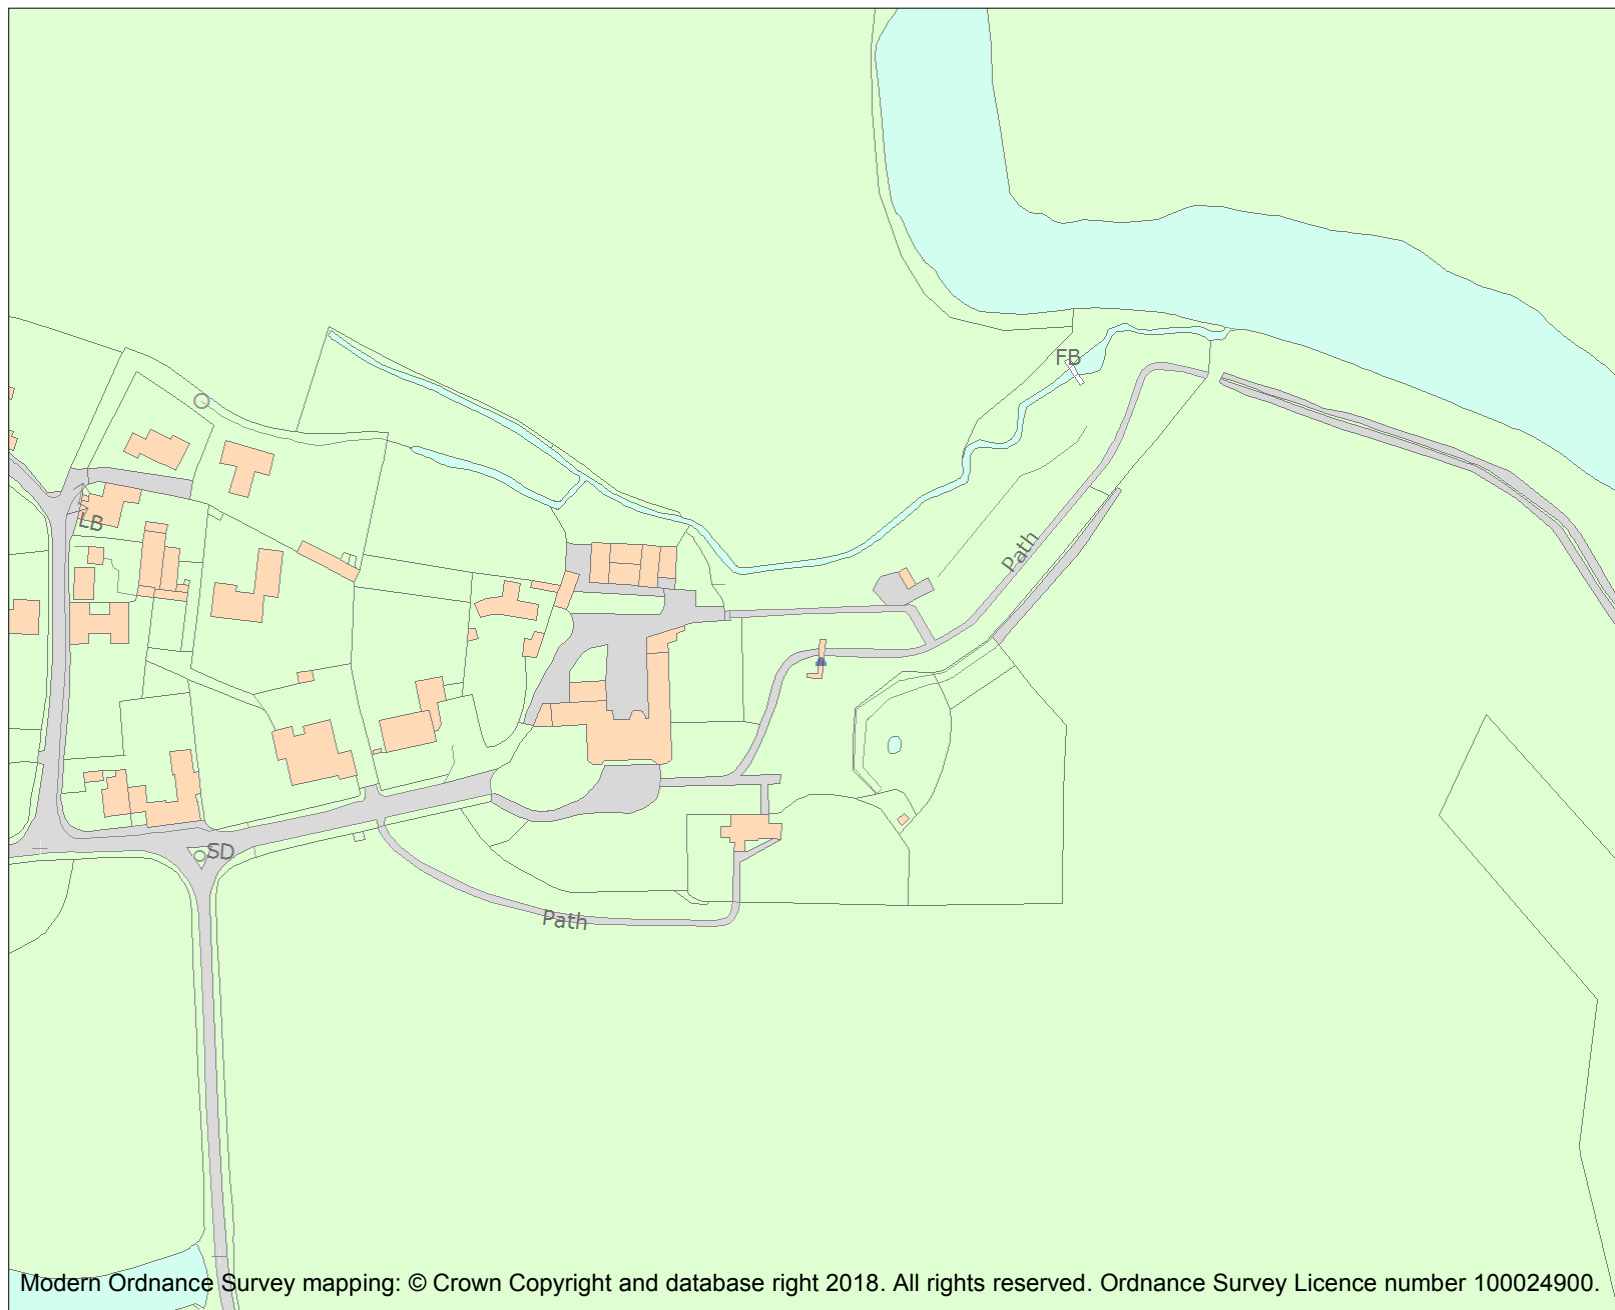 FB
LB
Path
SD
Path
Modern Ordnance Survey mapping: © Crown Copyright and database right 2018. All rights reserved. Ordnance Survey Licence number 100024900.